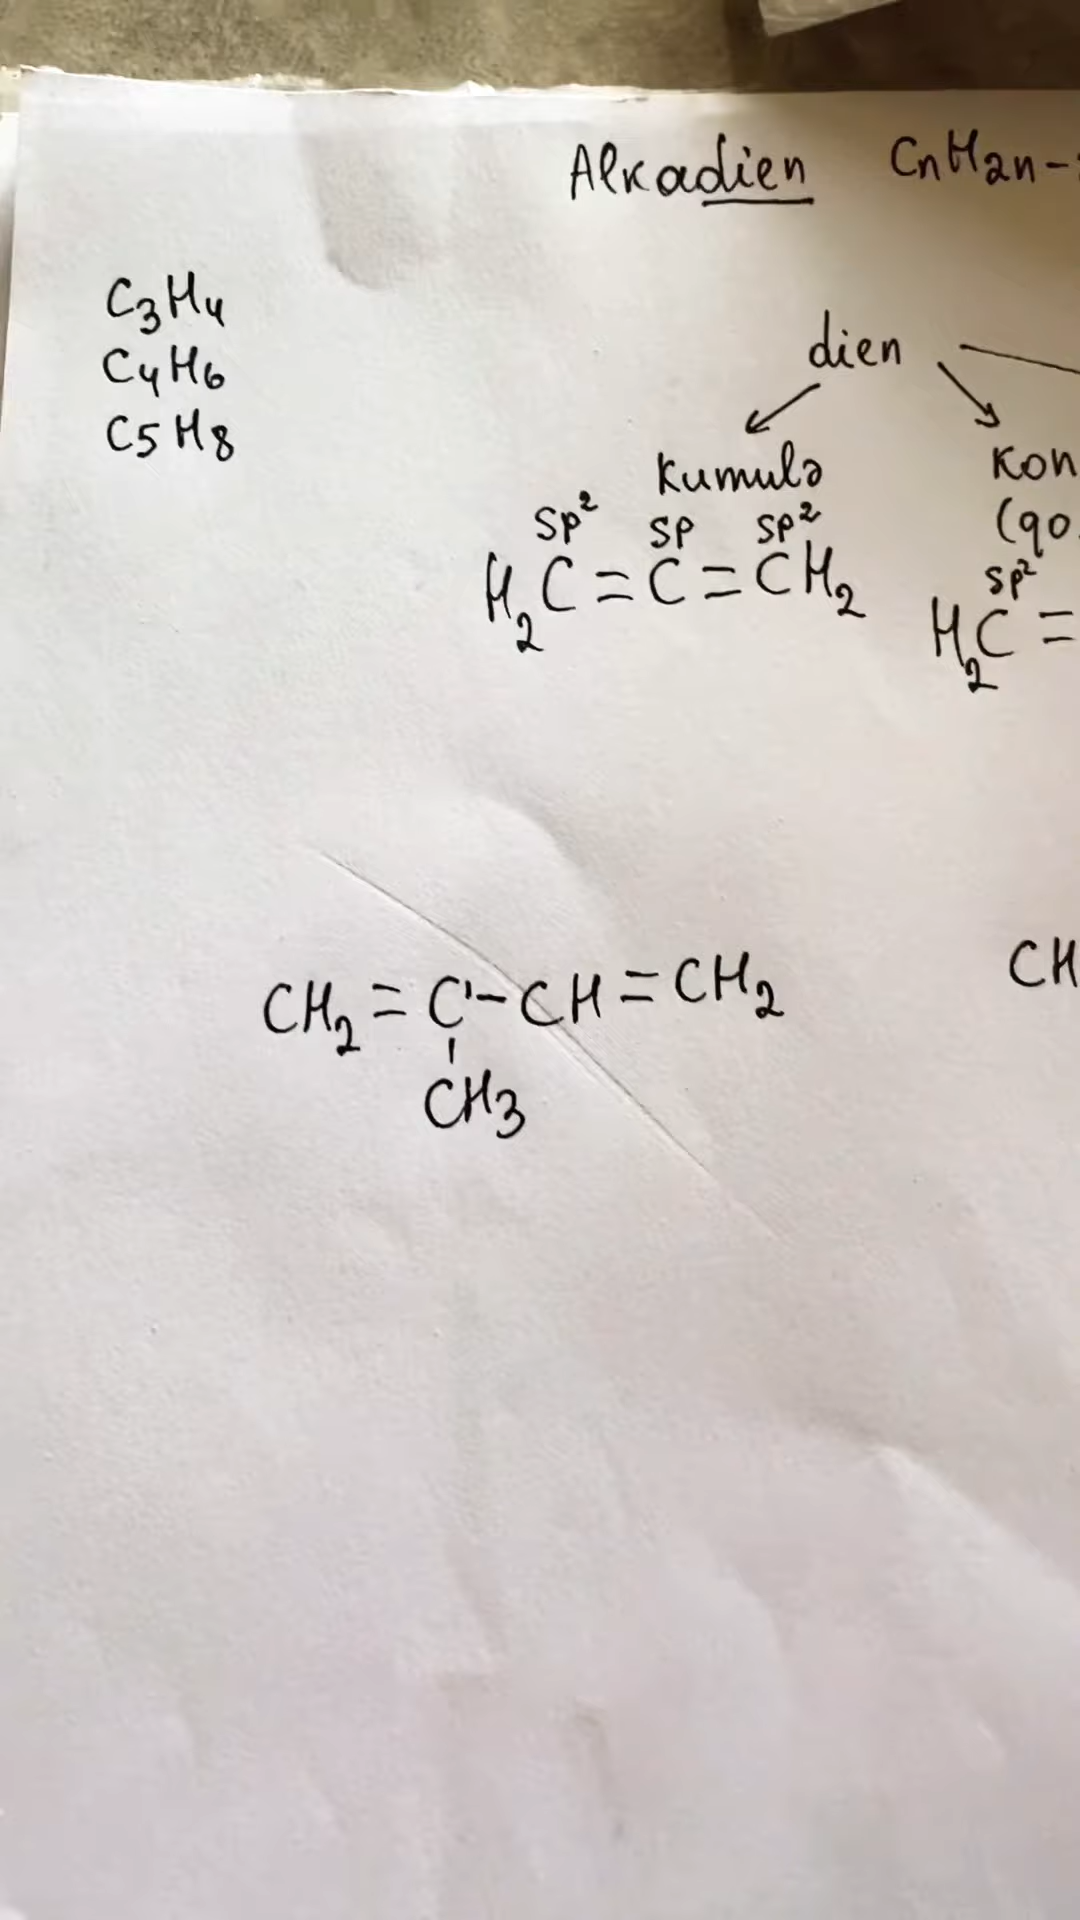 Alkadien CnH2n-
C3H4
C4H6
C5H8
dien
Kumulə
Kon
(qo
sp² sp sp²
H2C=C=CH2
sp²
H2C=
CH2=C-CH=CH2
CH3
CH